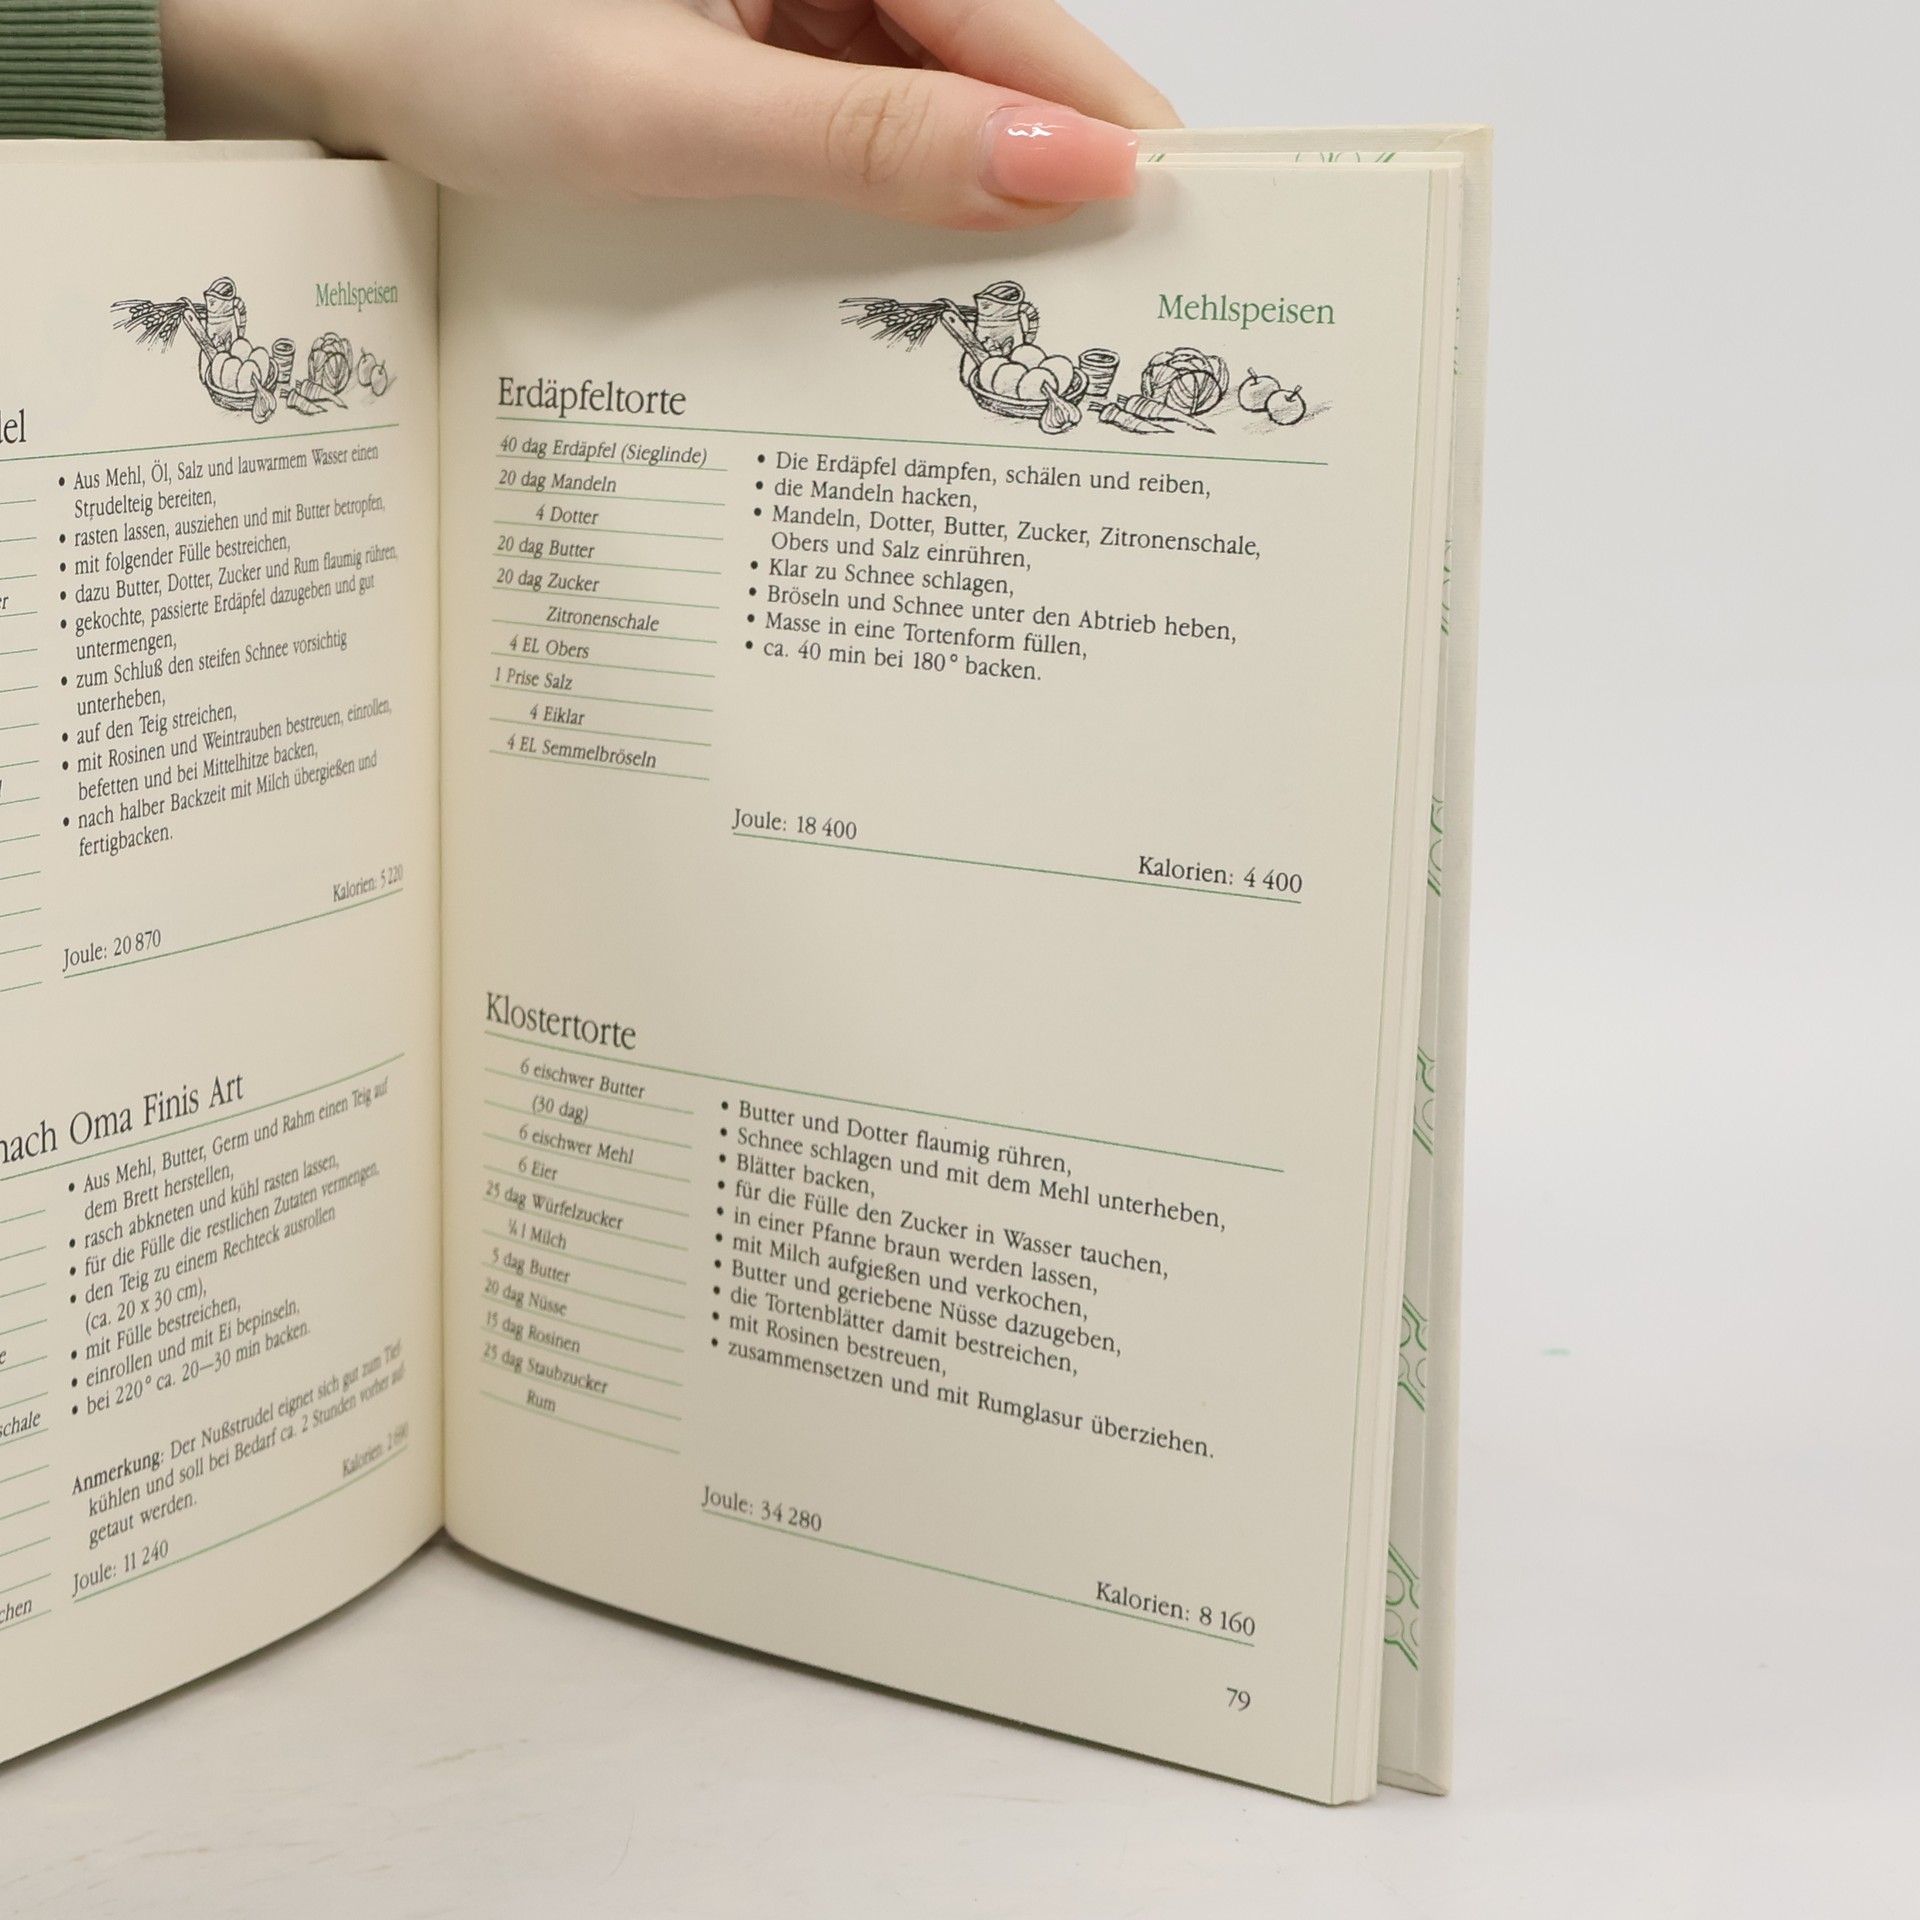 Mehlspeisen
del
• Aus Mehl, Öl, Salz und lauwarmem Wasser einen
Strudelteig bereiten,
• rasten lassen, ausziehen und mit Butter betropfen,
• mit folgender Fülle bestreichen,
• dazu Butter, Dotter, Zucker und Rum flaumig rühren,
• gekochte, passierte Erdäpfel dazugeben und gut
untermengen,
• zum Schluß den steifen Schnee vorsichtig
unterheben,
• auf den Teig streichen,
• mit Rosinen und Weintrauben bestreuen, einrollen,
befetten und bei Mittelhitze backen,
• nach halber Backzeit mit Milch übergießen und
fertigbacken.
Kalorien: 5 220
Joule: 20 870
nach Oma Finis Art
• Aus Mehl, Butter, Germ und Rahm einen Teig auf
dem Brett herstellen,
• rasch abkneten und kühl rasten lassen,
• für die Fülle die restlichen Zutaten vermengen,
• den Teig zu einem Rechteck ausrollen
(ca. 20 x 30 cm),
• mit Fülle bestreichen,
• einrollen und mit Ei bepinseln,
• bei 220° ca. 20—30 min backen.
schale
Anmerkung: Der Nußstrudel eignet sich gut zum Tief
kühlen und soll bei Bedarf ca. 2 Stunden vorher auf
getaut werden.
Kalorien: 2 690
Joule: 11 240
chen
Mehlspeisen
Erdäpfeltorte
40 dag Erdäpfel (Sieglinde)
20 dag Mandeln
4 Dotter
20 dag Butter
20 dag Zucker
Zitronenschale
4 EL Obers
1 Prise Salz
4 Eiklar
4 EL Semmelbröseln
• Die Erdäpfel dämpfen, schälen und reiben,
• die Mandeln hacken,
• Mandeln, Dotter, Butter, Zucker, Zitronenschale,
Obers und Salz einrühren,
• Klar zu Schnee schlagen,
• Bröseln und Schnee unter den Abtrieb heben,
• Masse in eine Tortenform füllen,
• ca. 40 min bei 180° backen.
Joule: 18 400
Kalorien: 4 400
Klostertorte
6 eischwer Butter
(30 dag)
6 eischwer Mehl
6 Eier
25 dag Würfelzucker
¼ l Milch
5 dag Butter
20 dag Nüsse
15 dag Rosinen
25 dag Staubzucker
Rum
• Butter und Dotter flaumig rühren,
• Schnee schlagen und mit dem Mehl unterheben,
• Blätter backen,
• für die Fülle den Zucker in Wasser tauchen,
• in einer Pfanne braun werden lassen,
• mit Milch aufgießen und verkochen,
• Butter und geriebene Nüsse dazugeben,
• die Tortenblätter damit bestreichen,
• mit Rosinen bestreuen,
• zusammensetzen und mit Rumglasur überziehen.
Joule: 34 280
Kalorien: 8 160
79